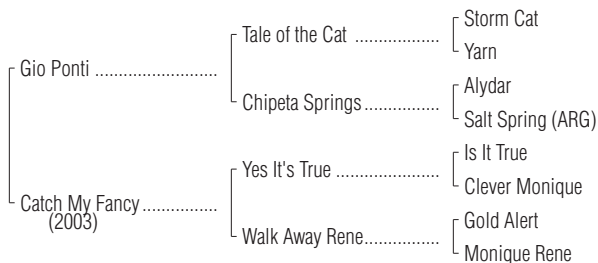 Storm Cat
Tale of the Cat ..................
Yarn
Gio Ponti ..........................
Alydar
Chipeta Springs................
Salt Spring (ARG)
Is It True
Yes It's True ......................
Clever Monique
Catch My Fancy................
(2003)
Gold Alert
Walk Away Rene................
Monique Rene